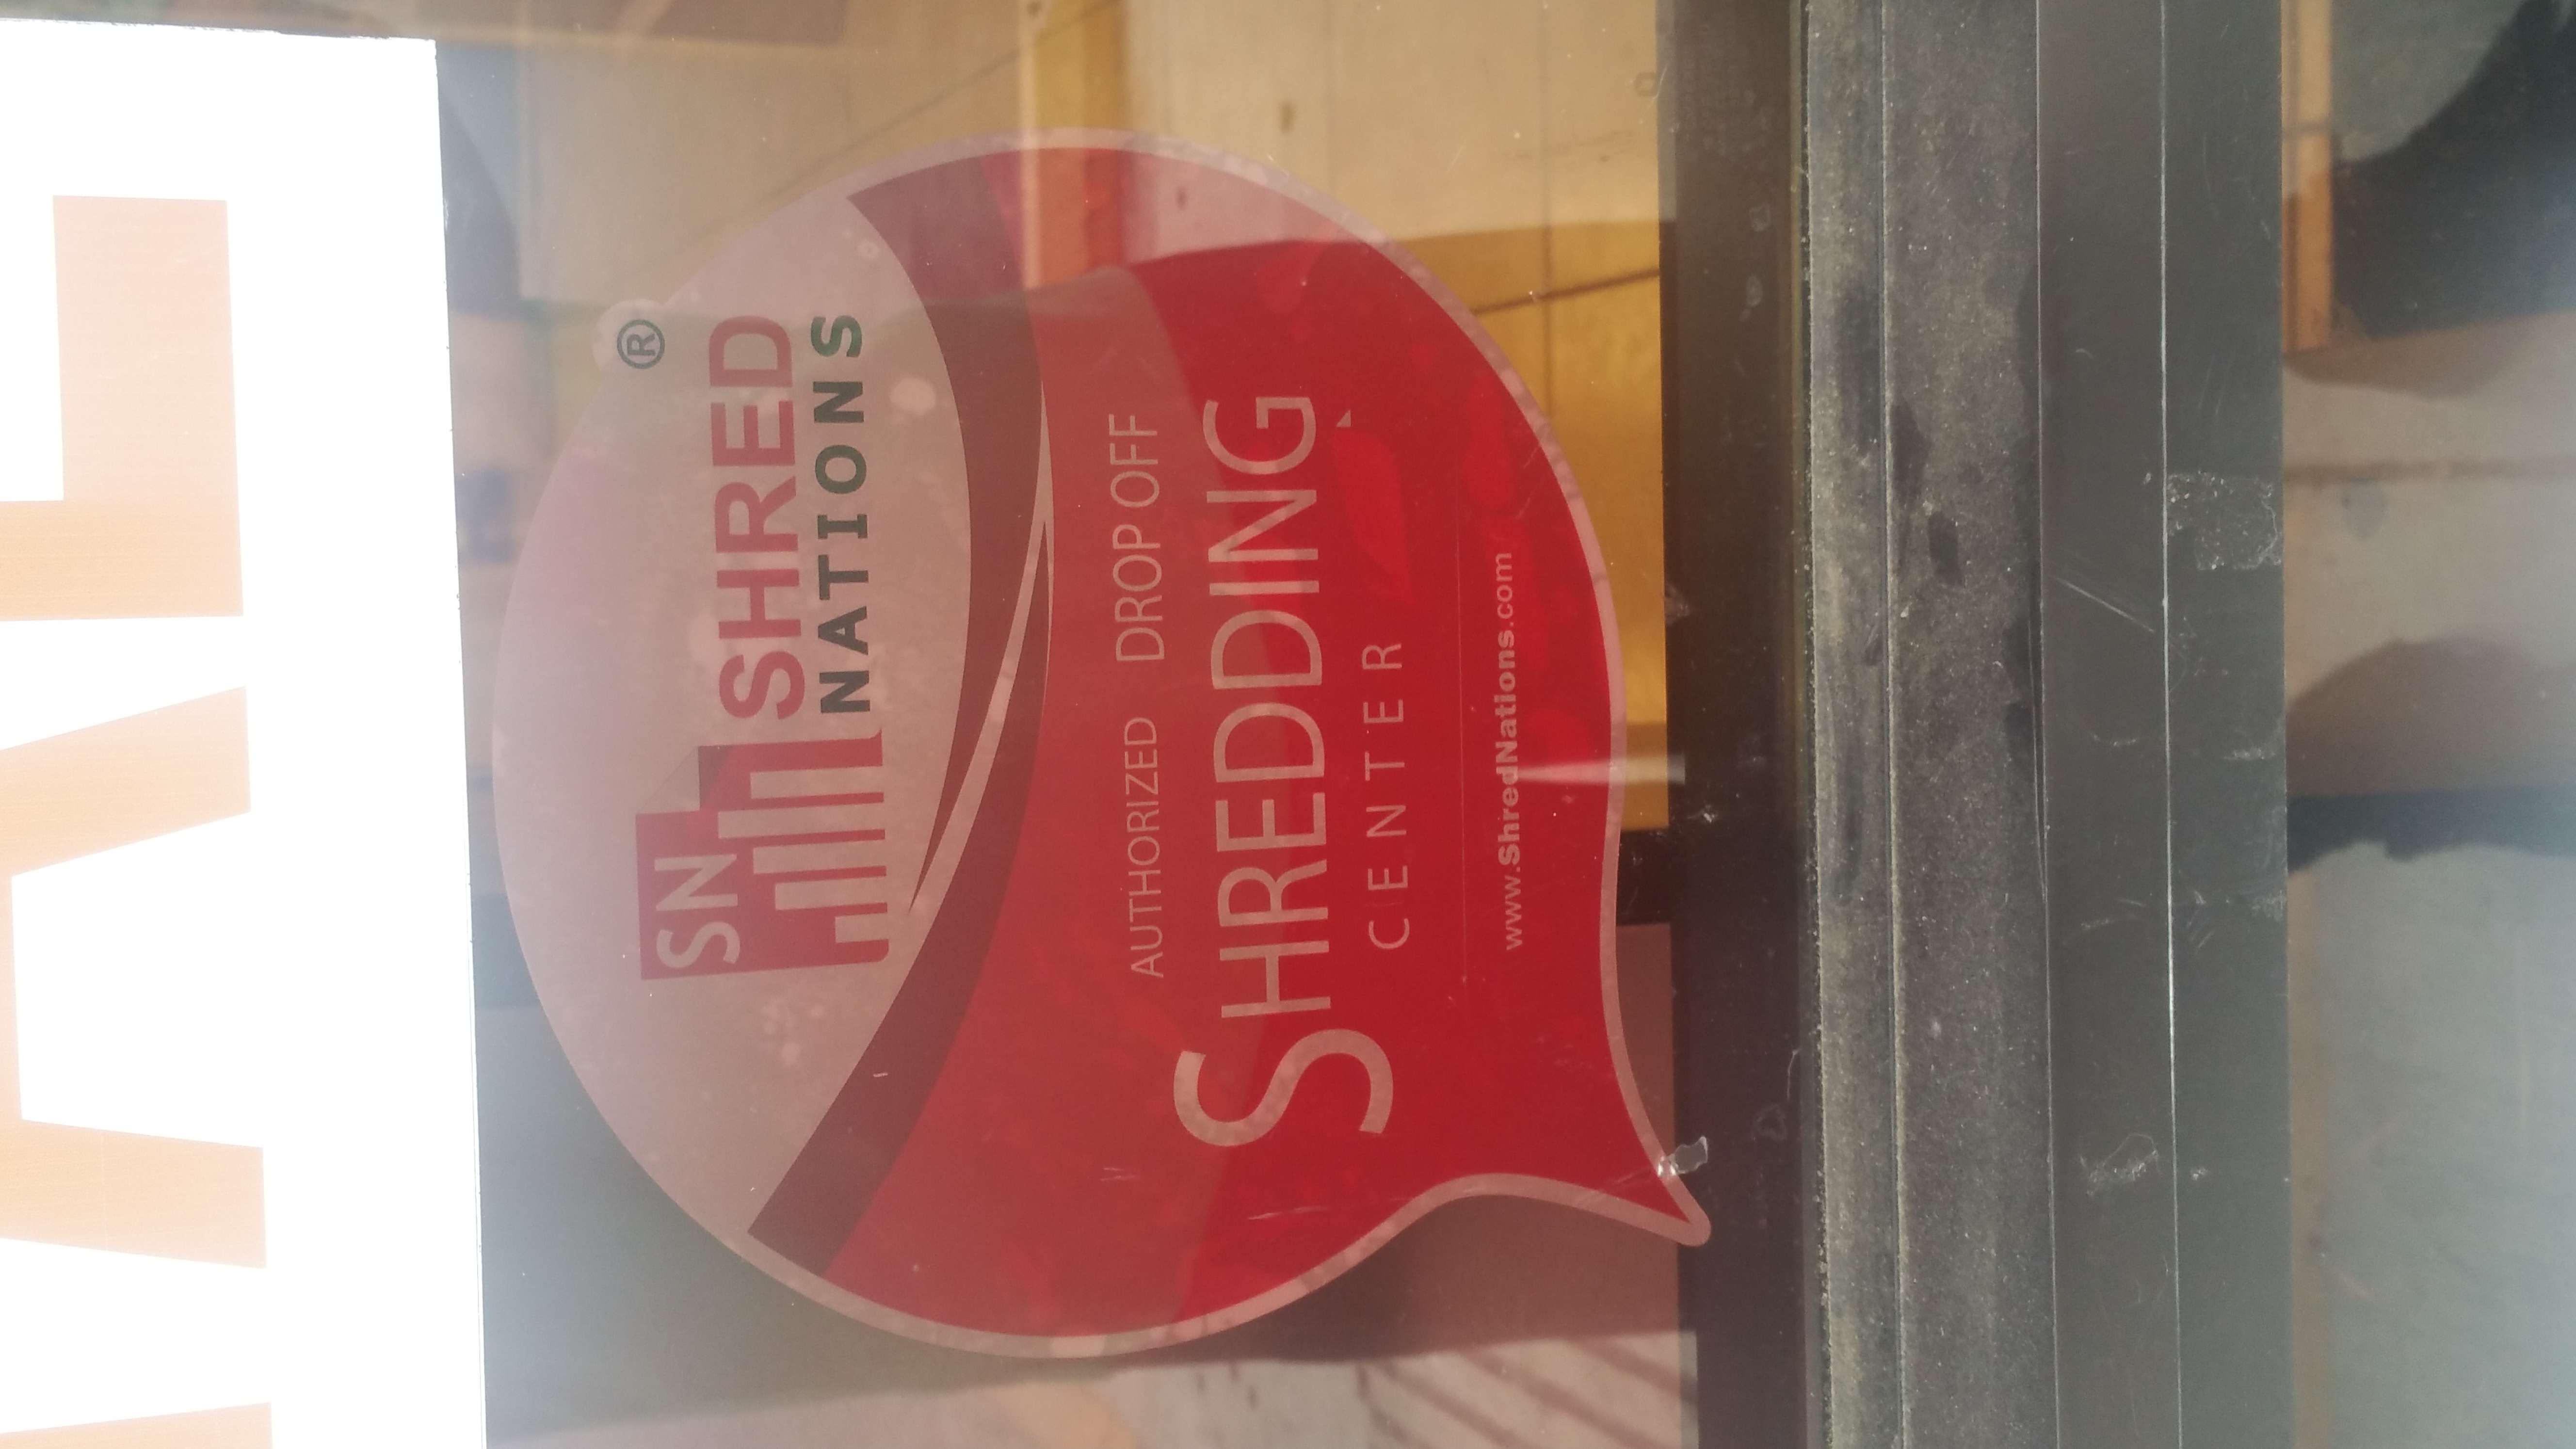 SN
SHRED
NATIONS®
AUTHORIZED DROP OFF
SHREDDING
CENTER
www.ShredNations.com